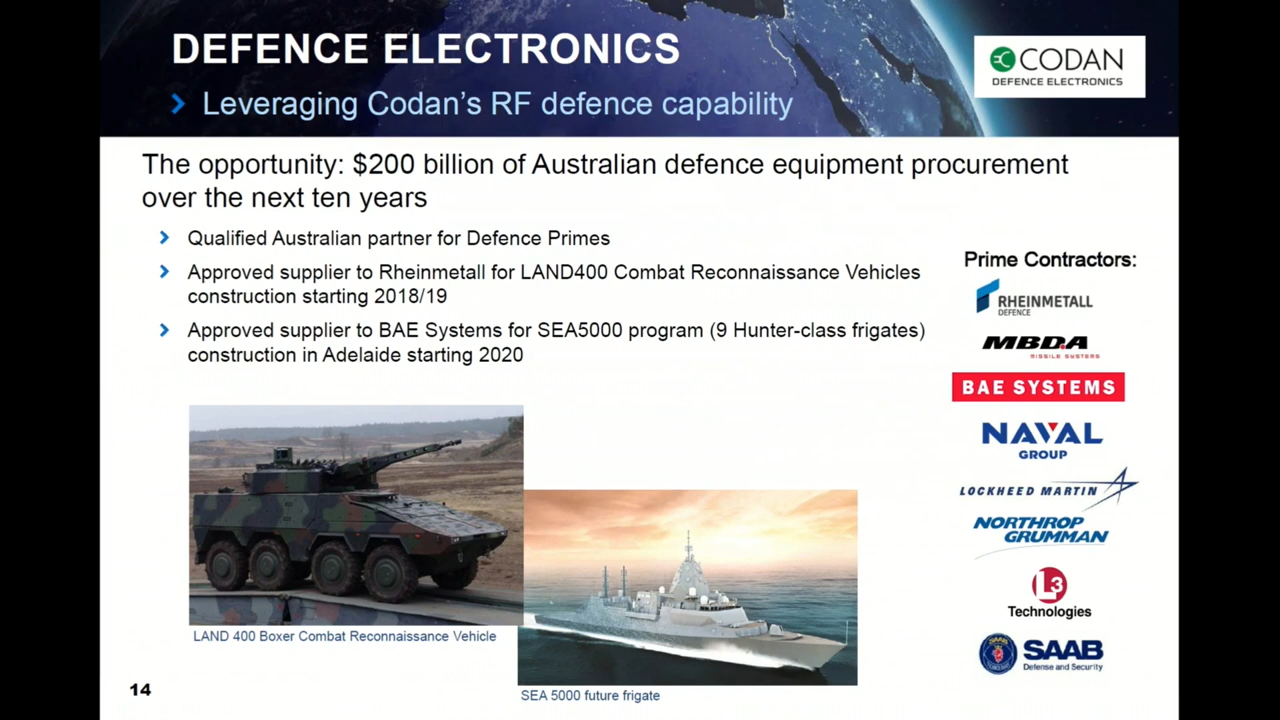 DEFENCE ELECTRONICS
Leveraging Codan's RF defence capability
CODAN
DEFENCE ELECTRONICS
The opportunity: $200 billion of Australian defence equipment procurement
over the next ten years
Qualified Australian partner for Defence Primes
Approved supplier to Rheinmetall for LAND400 Combat Reconnaissance Vehicles
construction starting 2018/19
Approved supplier to BAE Systems for SEA5000 program (9 Hunter-class frigates)
construction in Adelaide starting 2020
Prime Contractors:
RHEINMETALL
DEFENCE
MBDA
MISSILE SYSTEMS
BAE SYSTEMS
NAVAL
GROUP
LOCKHEED MARTIN
NORTHROP
GRUMMAN
L3
Technologies
SAAB
SAAB
Defense and Security
LAND 400 Boxer Combat Reconnaissance Vehicle
SEA 5000 future frigate
14